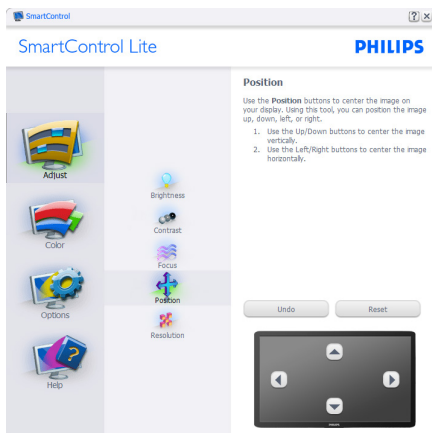 SmartControl
SmartControl Lite
PHILIPS
Adjust
Color
Options
Help
Brightness
Contrast
Focus
Position
Resolution
Position
Use the Position buttons to center the image on
your display. Using this tool, you can position the image
up, down, left, or right.
1. Use the Up/Down buttons to center the image
vertically.
2. Use the Left/Right buttons to center the image
horizontally.
Undo
Reset
PHILIPS